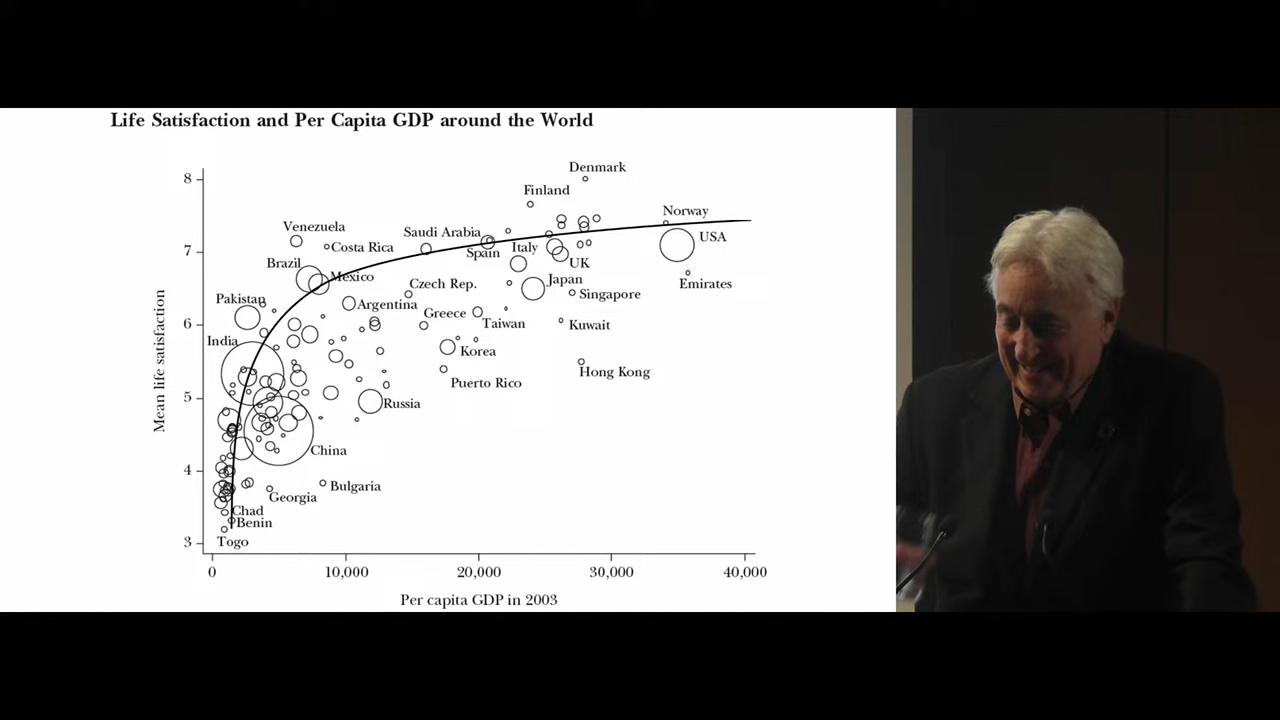 Life Satisfaction and Per Capita GDP around the World
8
Denmark
Finland
Norway
Venezuela
Saudi Arabia
USA
7
Costa Rica
Spain
Italy
UK
Brazil
Mexico
Czech Rep.
Japan
Emirates
Pakistan
Argentina
Singapore
6
Greece
Taiwan
Kuwait
India
Korea
Hong Kong
Puerto Rico
5
Russia
China
4
Georgia
Bulgaria
Chad
Benin
3
Togo
Mean life satisfaction
0
10,000
20,000
30,000
40,000
Per capita GDP in 2003